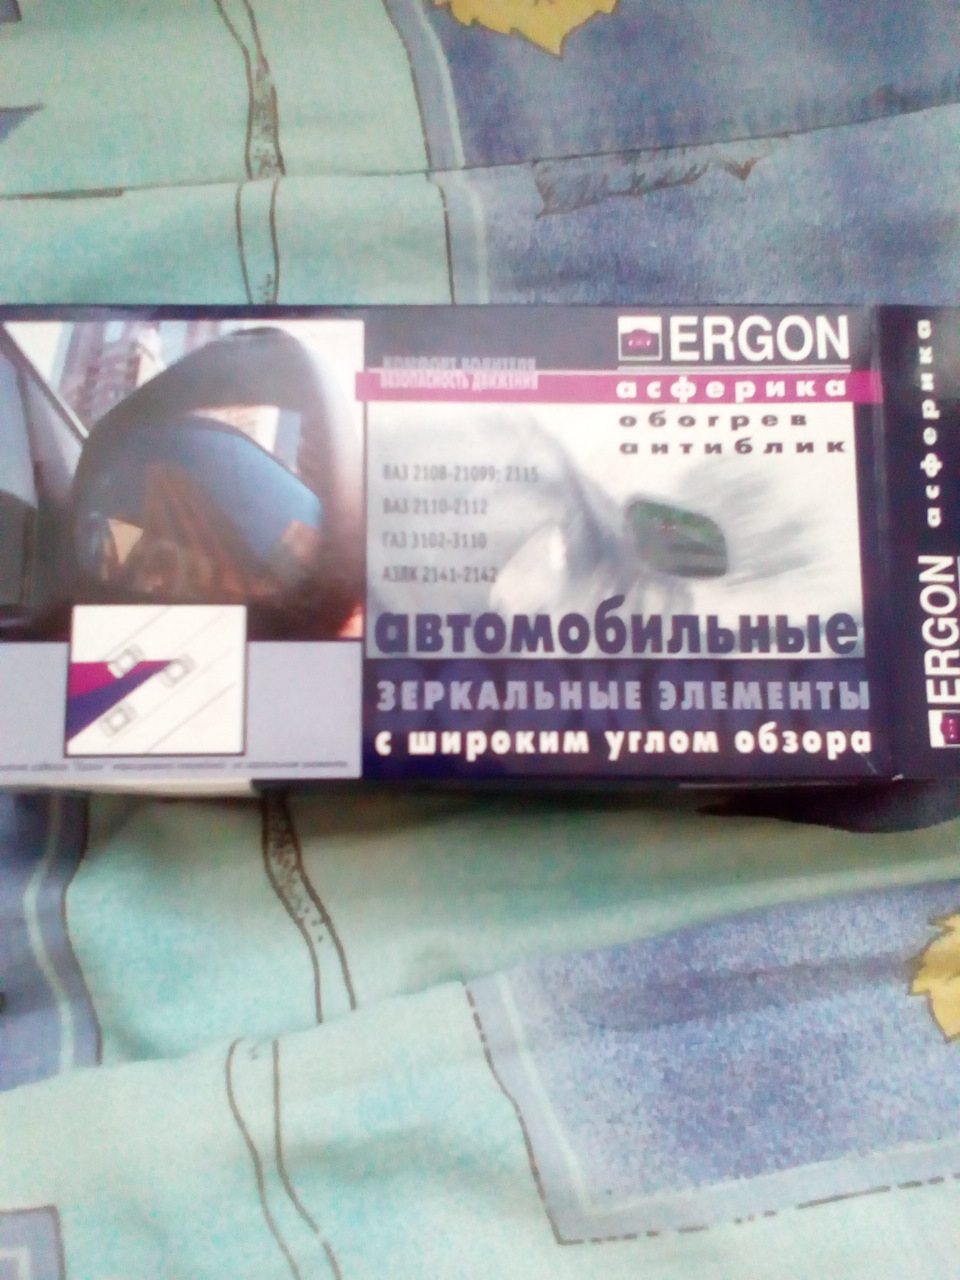 ERGON
КОМФОРТ ВОДИТЕЛЯ
БЕЗОПАСНОСТЬ ДВИЖЕНИЯ
асферика
обогрев
антиблик
ВАЗ 2108-21099; 2115
ВАЗ 2110-2112
ГАЗ 3102-3110
АЗЛК 2141-2142
автомобильные
ЗЕРКАЛЬНЫЕ ЭЛЕМЕНТЫ
с широким углом обзора
ERGON асферика